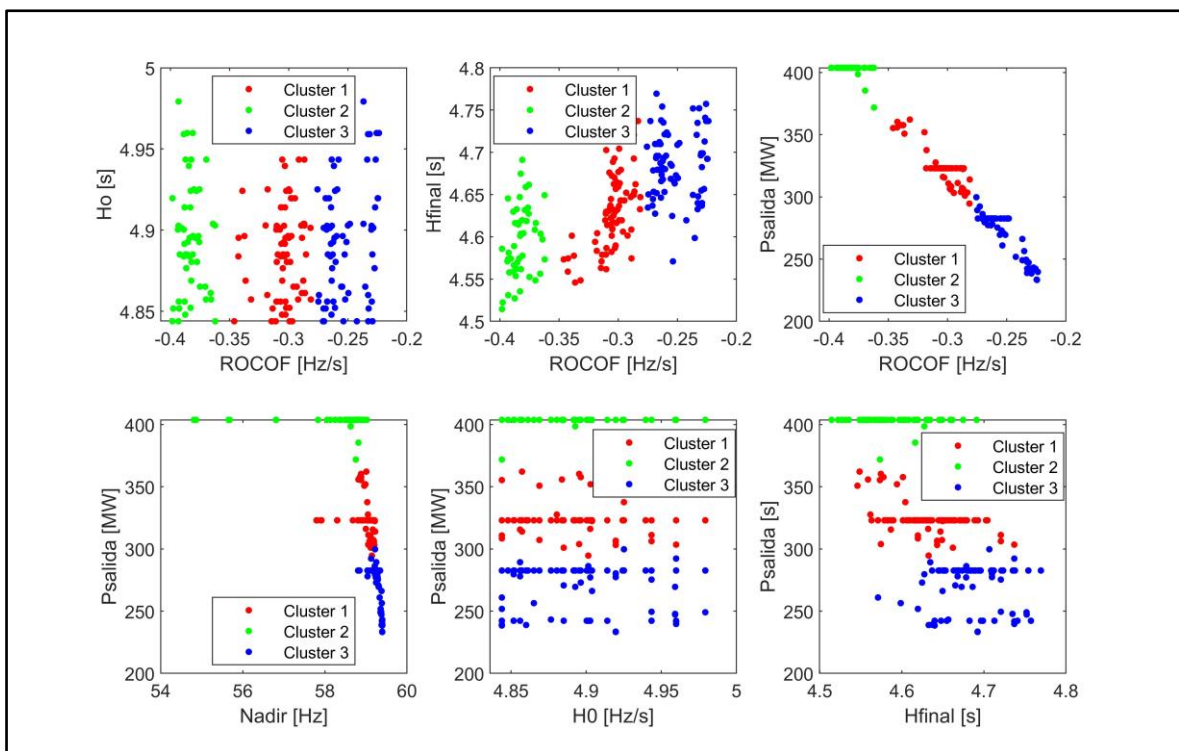 5
4.95
4.9
4.85
Ho [s]
Cluster 1
Cluster 2
Cluster 3
-0.4 -0.35 -0.3 -0.25 -0.2
ROCOF [Hz/s]
4.8
4.75
4.7
4.65
4.6
4.55
4.5
Hfinal [s]
Cluster 1
Cluster 2
Cluster 3
-0.4 -0.35 -0.3 -0.25 -0.2
ROCOF [Hz/s]
400
350
300
250
200
Psalida [MW]
Cluster 1
Cluster 2
Cluster 3
-0.4 -0.35 -0.3 -0.25 -0.2
ROCOF [Hz/s]
400
350
300
250
200
Psalida [MW]
Cluster 1
Cluster 2
Cluster 3
54 56 58 60
Nadir [Hz]
400
350
300
250
200
Psalida [MW]
Cluster 1
Cluster 2
Cluster 3
4.85 4.9 4.95 5
H0 [Hz/s]
400
350
300
250
200
Psalida [s]
Cluster 1
Cluster 2
Cluster 3
4.5 4.6 4.7 4.8
Hfinal [s]